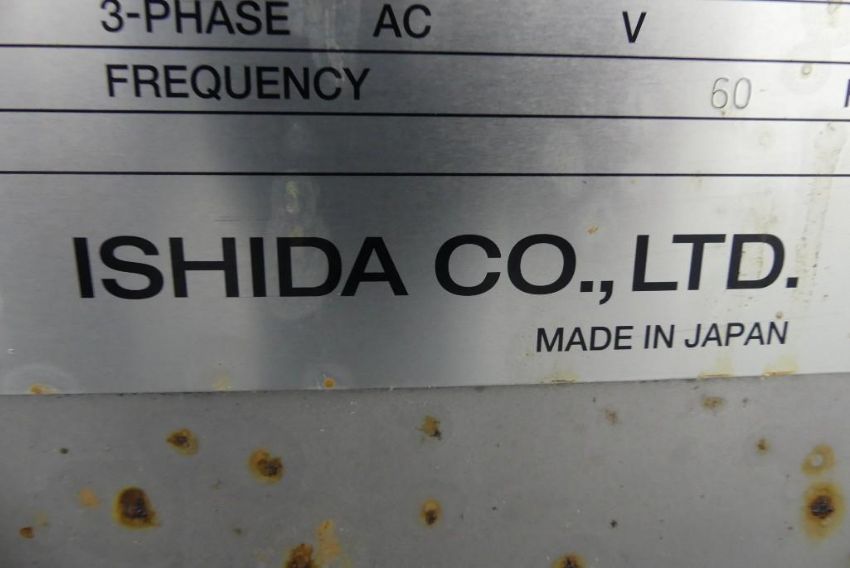 3-PHASE AC V
FREQUENCY 60
ISHIDA CO., LTD.
MADE IN JAPAN